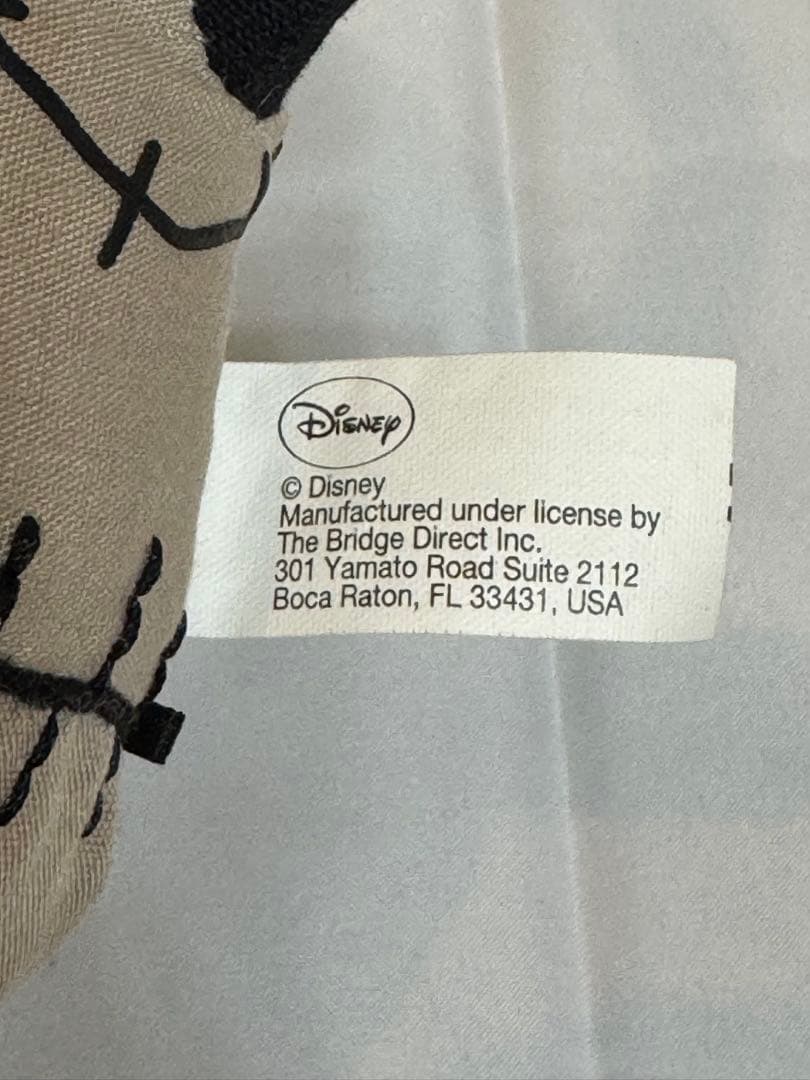 Disney
© Disney
Manufactured under license by
The Bridge Direct Inc.
301 Yamato Road Suite 2112
Boca Raton, FL 33431, USA